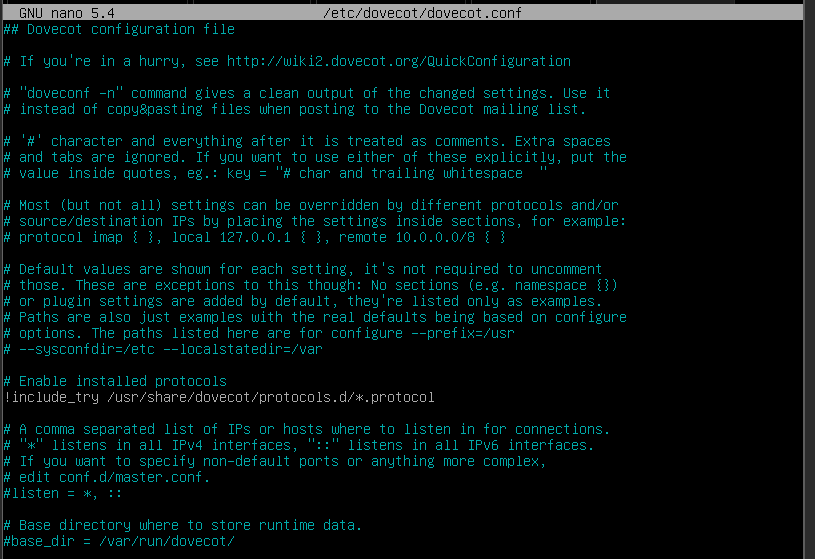 GNU nano 5.4 /etc/dovecot/dovecot.conf
## Dovecot configuration file
# If you're in a hurry, see http://wiki2.dovecot.org/QuickConfiguration
# "doveconf -n" command gives a clean output of the changed settings. Use it
# instead of copy&pasting files when posting to the Dovecot mailing list.
# '#' character and everything after it is treated as comments. Extra spaces
# and tabs are ignored. If you want to use either of these explicitly, put the
# value inside quotes, eg.: key = "# char and trailing whitespace  "
# Most (but not all) settings can be overridden by different protocols and/or
# source/destination IPs by placing the settings inside sections, for example:
# protocol imap { }, local 127.0.0.1 { }, remote 10.0.0.0/8 { }
# Default values are shown for each setting, it's not required to uncomment
# those. These are exceptions to this though: No sections (e.g. namespace {})
# or plugin settings are added by default, they're listed only as examples.
# Paths are also just examples with the real defaults being based on configure
# options. The paths listed here are for configure --prefix=/usr
# --sysconfdir=/etc --localstatedir=/var
# Enable installed protocols
!include_try /usr/share/dovecot/protocols.d/*.protocol
# A comma separated list of IPs or hosts where to listen in for connections.
# "*" listens in all IPv4 interfaces, "::" listens in all IPv6 interfaces.
# If you want to specify non-default ports or anything more complex,
# edit conf.d/master.conf.
#listen = *, ::
# Base directory where to store runtime data.
#base_dir = /var/run/dovecot/